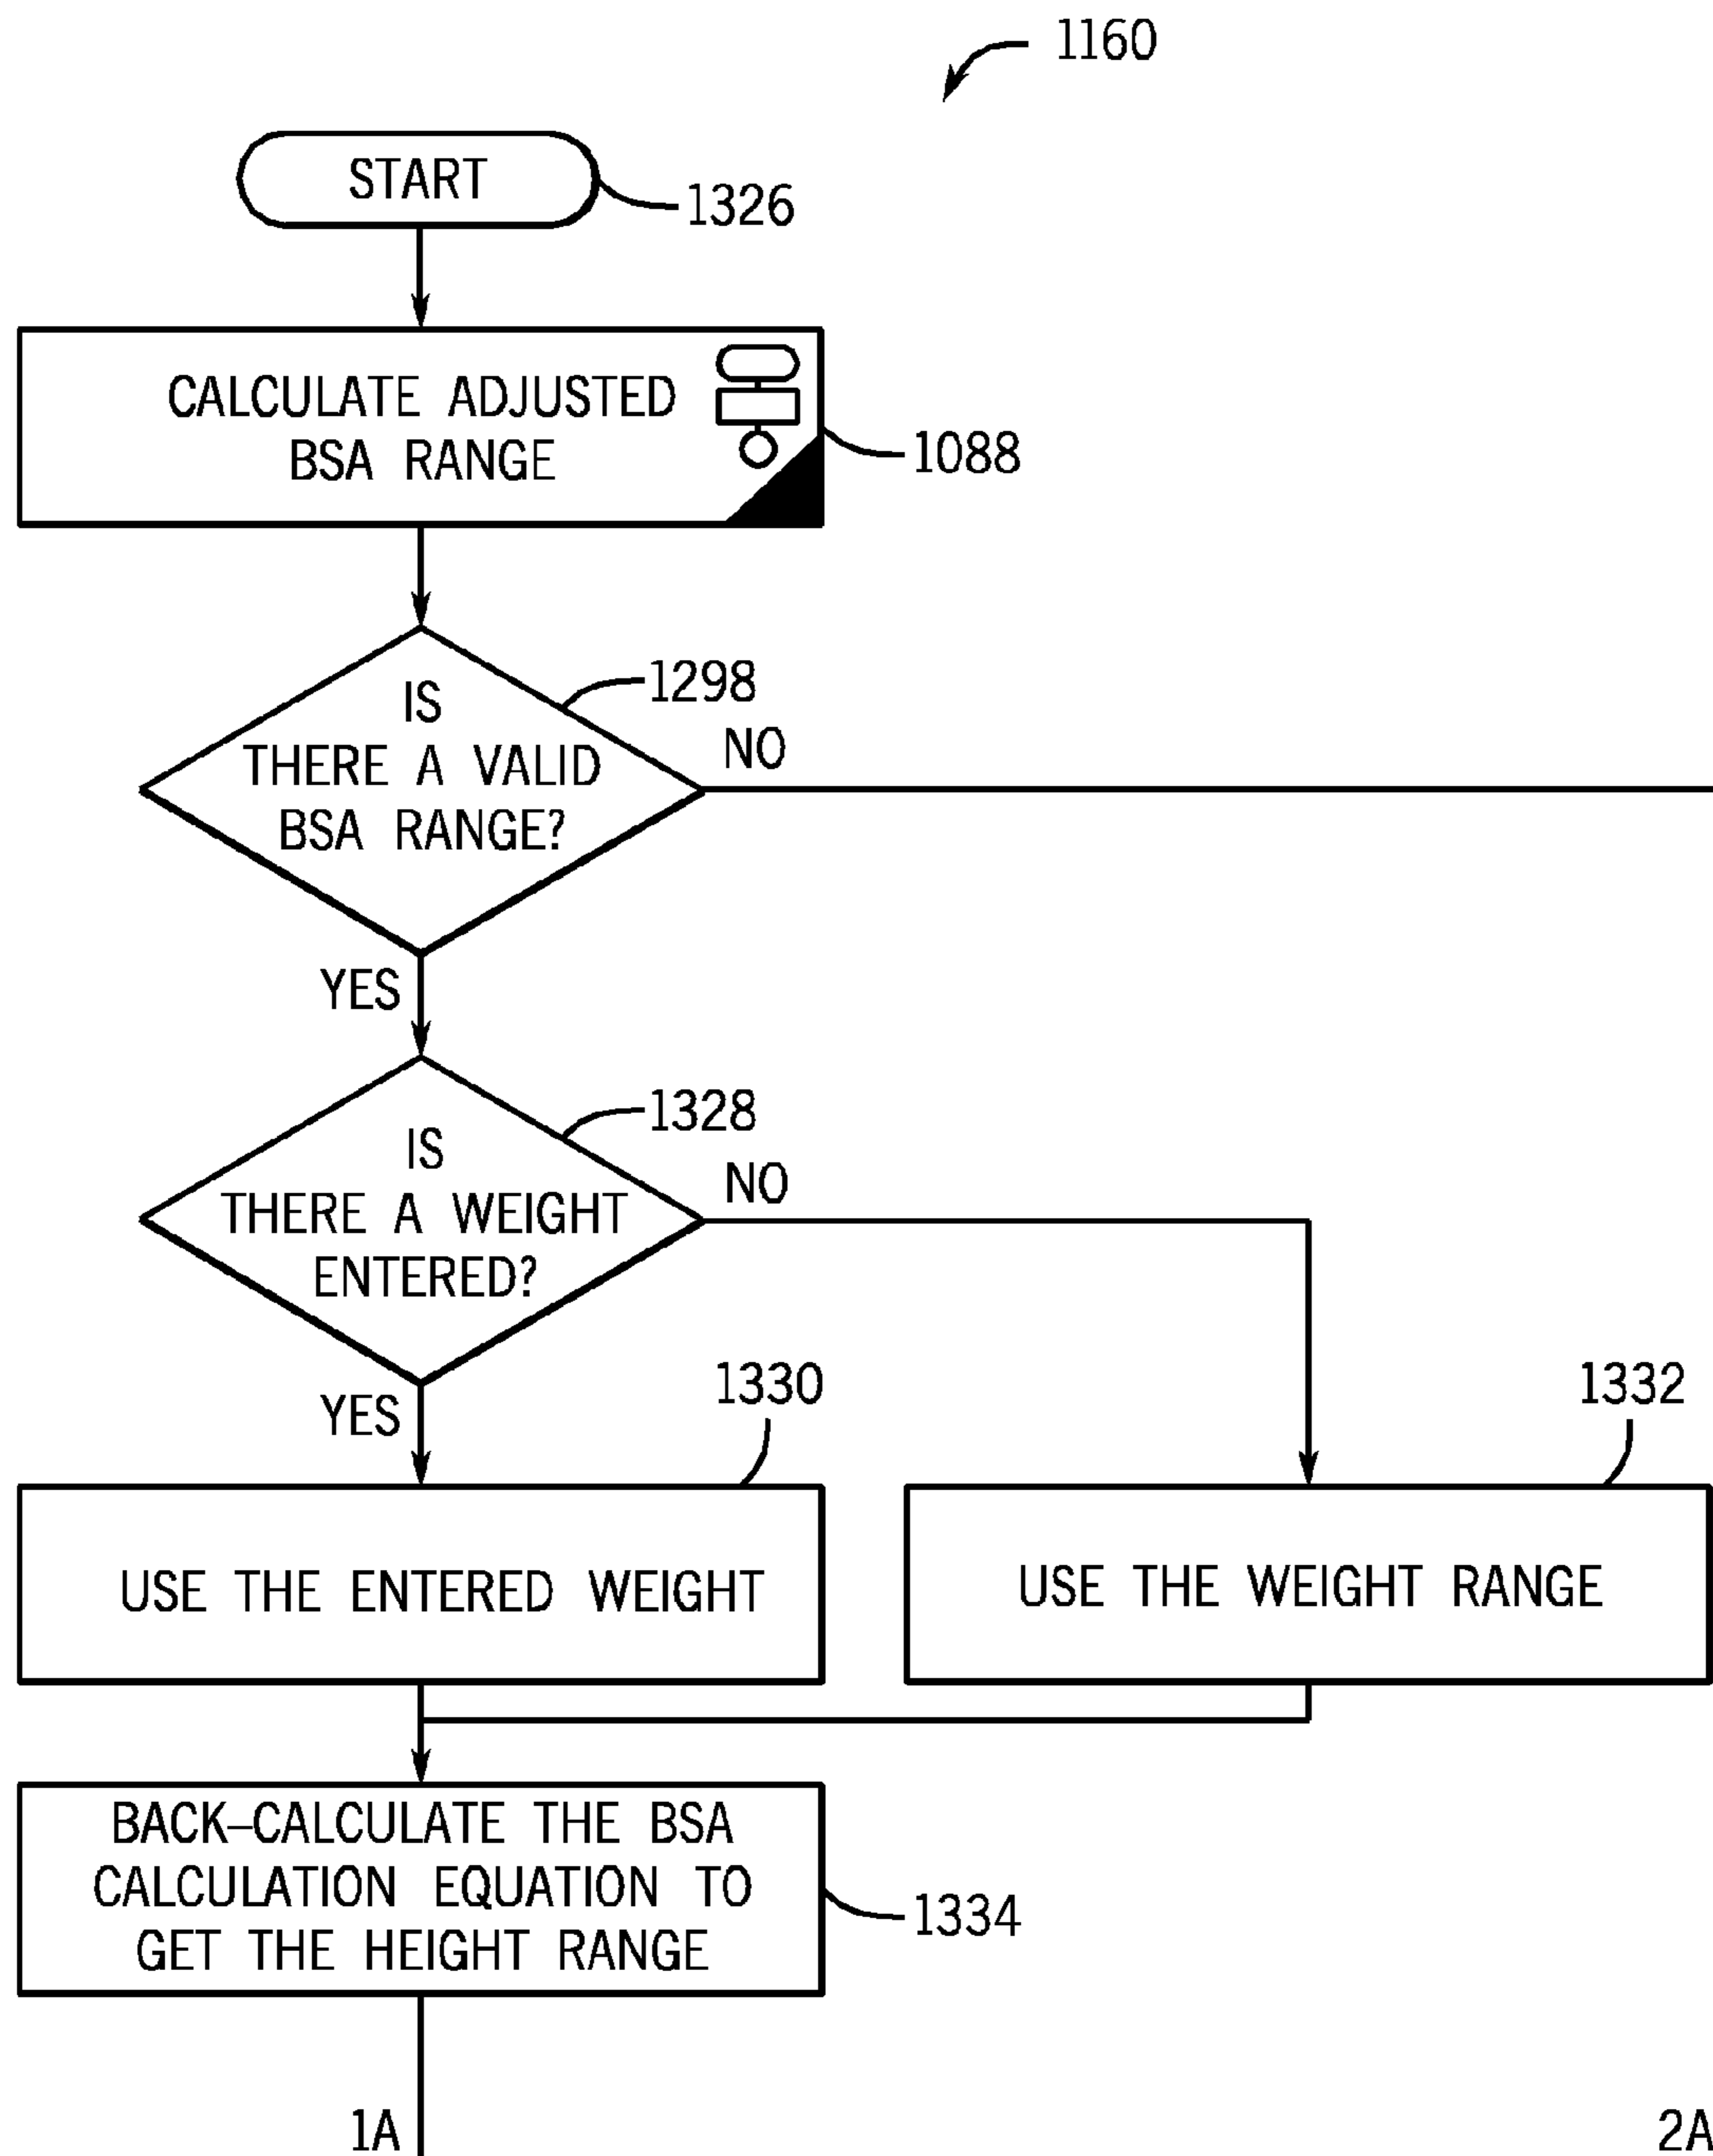 1160
START
1326
CALCULATE ADJUSTED
BSA RANGE
1088
1298
IS
THERE A VALID
BSA RANGE?
NO
YES
1328
IS
THERE A WEIGHT
ENTERED?
NO
YES
1330
1332
USE THE ENTERED WEIGHT
USE THE WEIGHT RANGE
BACK–CALCULATE THE BSA
CALCULATION EQUATION TO
GET THE HEIGHT RANGE
1334
1A
2A